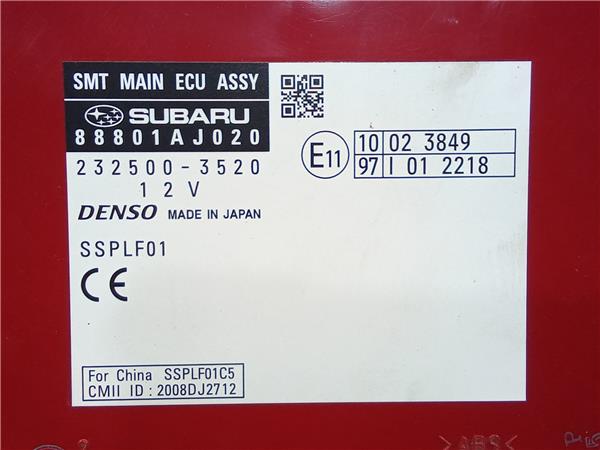 SMT MAIN ECU ASSY
SUBARU
88801AJ020
232500-3520
12V
DENSO MADE IN JAPAN
SSPLF01
CE
E11
10 02 3849
97 I 01 2218
For China SSPLF01C5
CMII ID : 2008DJ2712
>ABS<